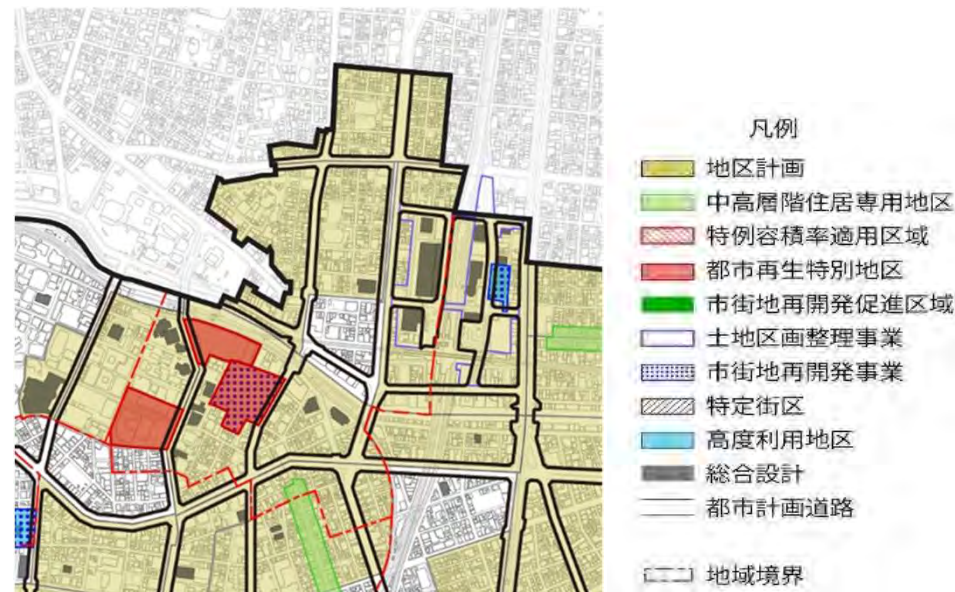 凡例
地区計画
中高層階住居専用地区
特例容積率適用区域
都市再生特別地区
市街地再開発促進区域
土地区画整理事業
市街地再開発事業
特定街区
高度利用地区
総合設計
都市計画道路
地域境界